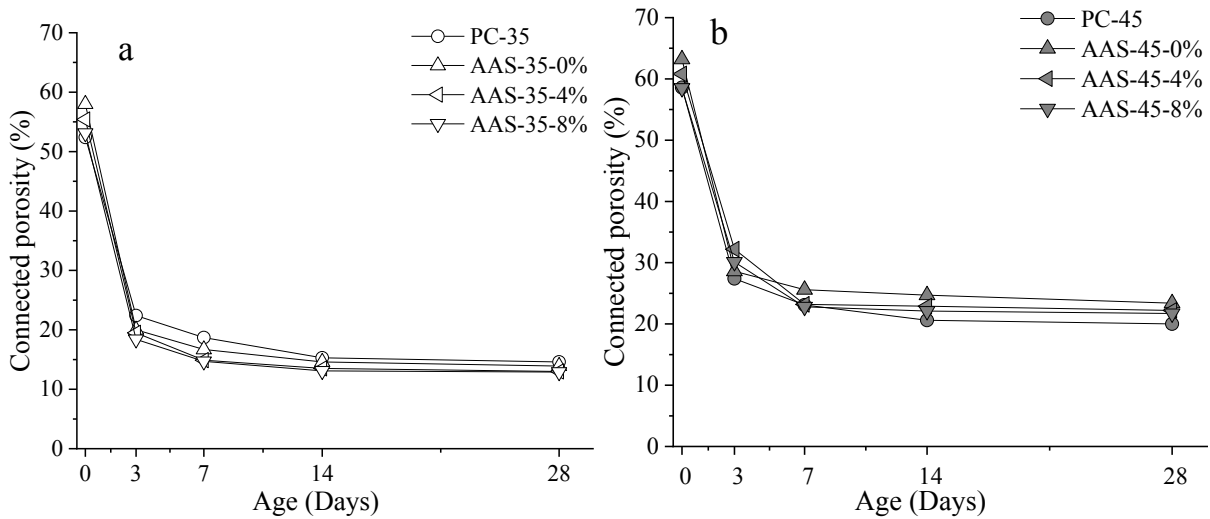 a
PC-35
AAS-35-0%
AAS-35-4%
AAS-35-8%
Connected porosity (%)
70
60
50
40
30
20
10
0
0 3 7 14 28
Age (Days)
b
PC-45
AAS-45-0%
AAS-45-4%
AAS-45-8%
Connected porosity (%)
70
60
50
40
30
20
10
0
0 3 7 14 28
Age (Days)